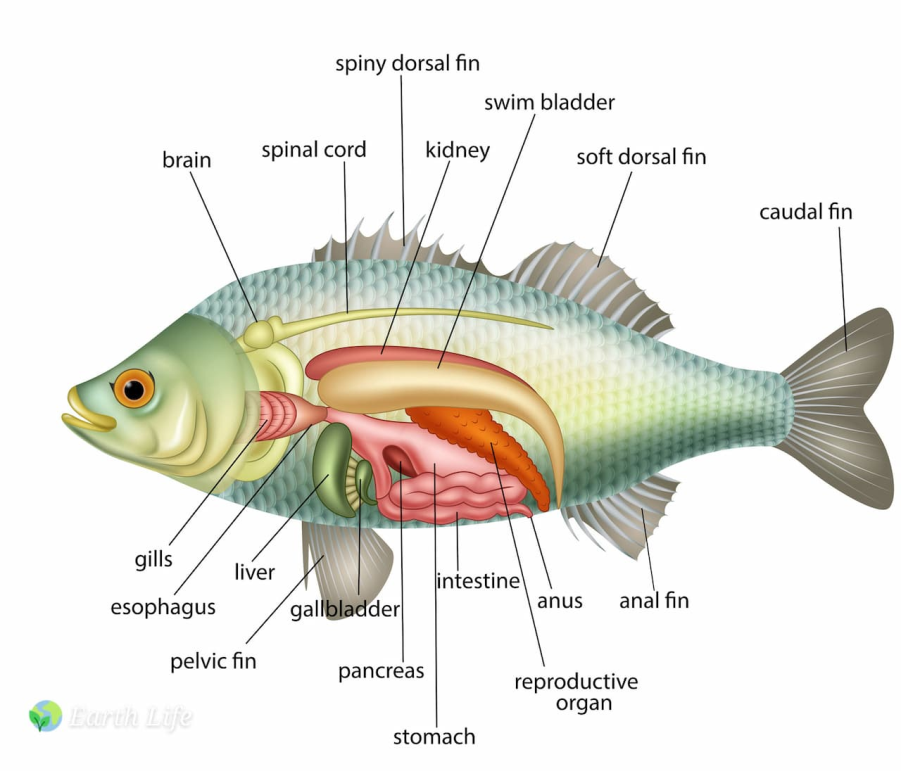 spiny dorsal fin
swim bladder
spinal cord
kidney
brain
soft dorsal fin
caudal fin
gills
liver
intestine
esophagus
gallbladder
anus
anal fin
pelvic fin
pancreas
reproductive
organ
stomach
Earth Life